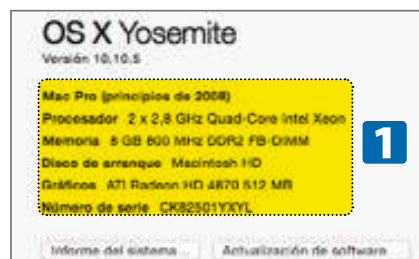 OS X Yosemite
Versión 10.10.5
Mac Pro (principios de 2008)
Procesador 2 x 2,8 GHz Quad-Core Intel Xeon
Memoria 8 GB 800 MHz DDR2 FB-DIMM
Disco de arranque Macintosh HD
Gráficos ATI Radeon HD 4870 512 MB
Número de serie CK82501YXYL
1
Informe del sistema... Actualización de software...